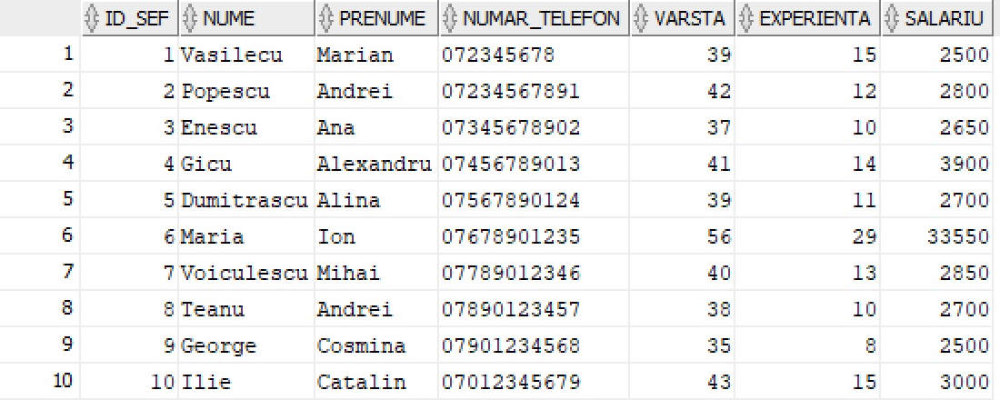 ID_SEF NUME PRENUME NUMAR_TELEFON VARSTA EXPERIENTA SALARIU
1 1 Vasilecu Marian 072345678 39 15 2500
2 2 Popescu Andrei 07234567891 42 12 2800
3 3 Enescu Ana 07345678902 37 10 2650
4 4 Gicu Alexandru 07456789013 41 14 3900
5 5 Dumitrascu Alina 07567890124 39 11 2700
6 6 Maria Ion 07678901235 56 29 33550
7 7 Voiculescu Mihai 07789012346 40 13 2850
8 8 Teanu Andrei 07890123457 38 10 2700
9 9 George Cosmina 07901234568 35 8 2500
10 10 Ilie Catalin 07012345679 43 15 3000